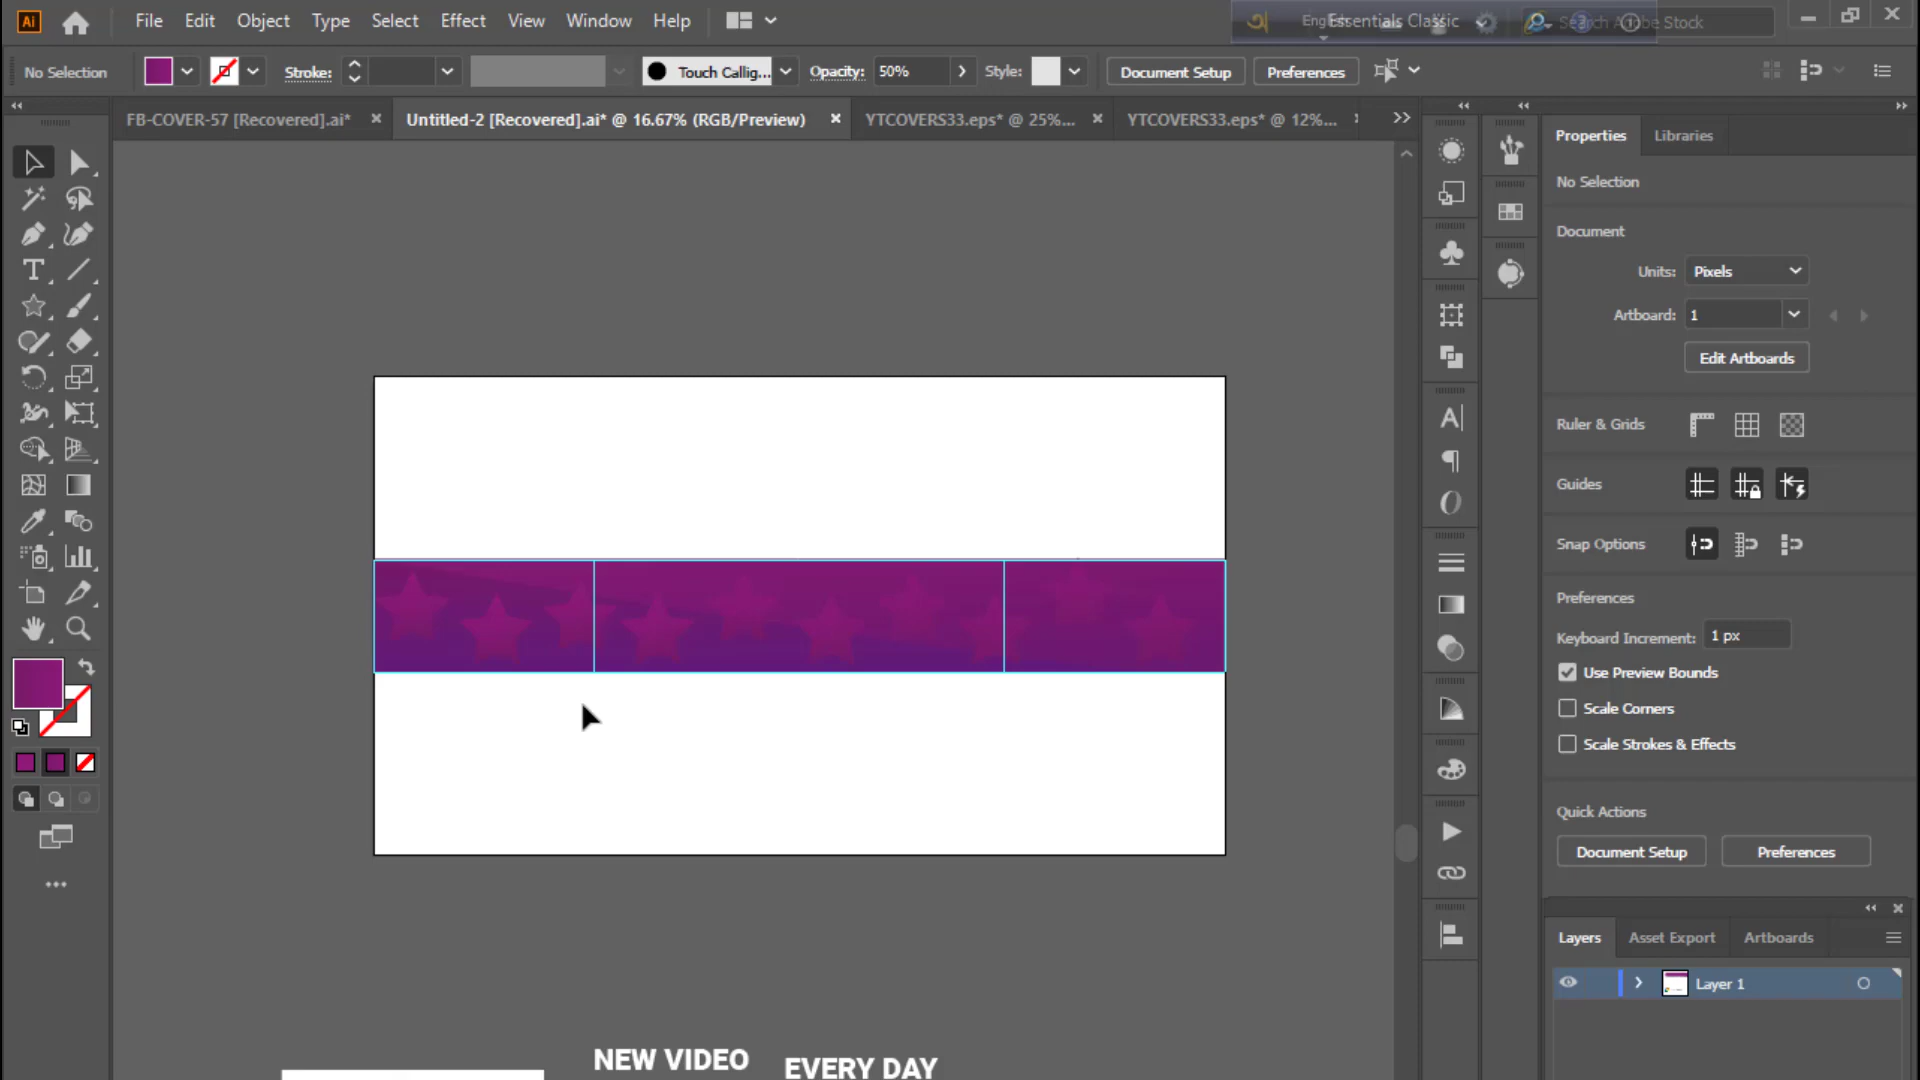 Ai
File Edit Object Type Select Effect View Window Help
Essentials Classic
Search Adobe Stock
No Selection
Stroke:
Touch Callig...
Opacity: 50%
Style:
Document Setup
Preferences
FB-COVER-57 [Recovered].ai*
Untitled-2 [Recovered].ai* @ 16.67% (RGB/Preview)
YTCOVERS33.eps* @ 25%...
YTCOVERS33.eps* @ 12%...
Properties Libraries
No Selection
Document
Units: Pixels
Artboard: 1
Edit Artboards
Ruler & Grids
Guides
Snap Options
Preferences
Keyboard Increment: 1 px
Use Preview Bounds
Scale Corners
Scale Strokes & Effects
Quick Actions
Document Setup Preferences
Layers Asset Export Artboards
Layer 1
NEW VIDEO
EVERY DAY